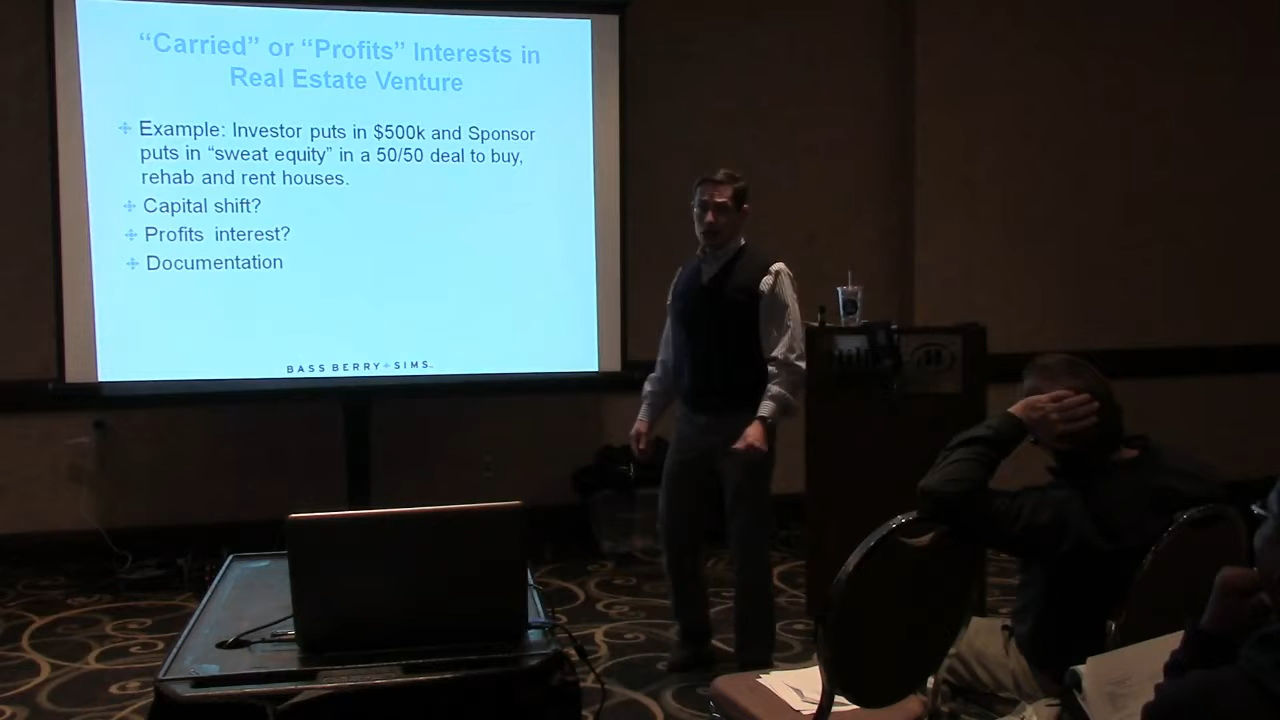 “Carried” or “Profits” Interests in
Real Estate Venture
Example: Investor puts in $500k and Sponsor
puts in “sweat equity” in a 50/50 deal to buy,
rehab and rent houses.
Capital shift?
Profits interest?
Documentation
BASS BERRY + SIMS